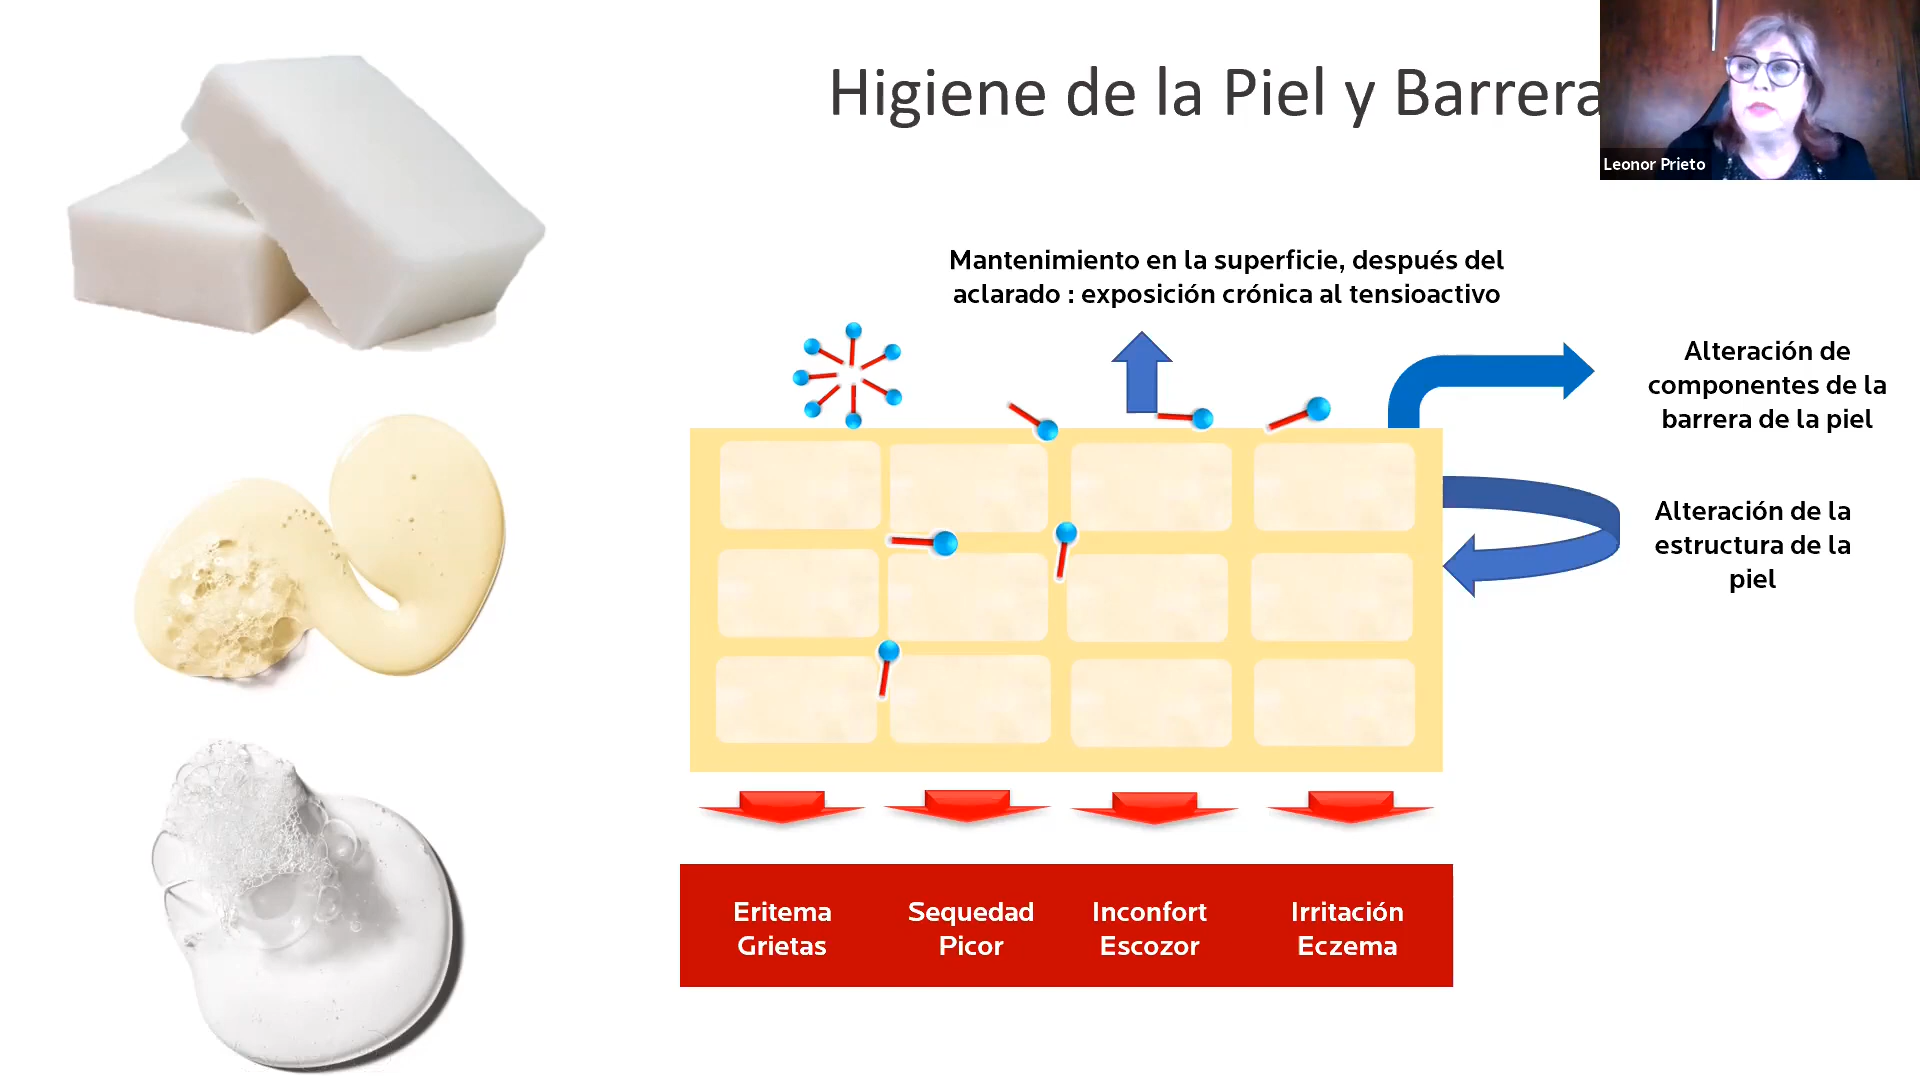 Higiene de la Piel y Barrera
Leonor Prieto
Mantenimiento en la superficie, después del
aclarado : exposición crónica al tensioactivo
Alteración de
componentes de la
barrera de la piel
Alteración de la
estructura de la
piel
Eritema
Grietas
Sequedad
Picor
Inconfort
Escozor
Irritación
Eczema